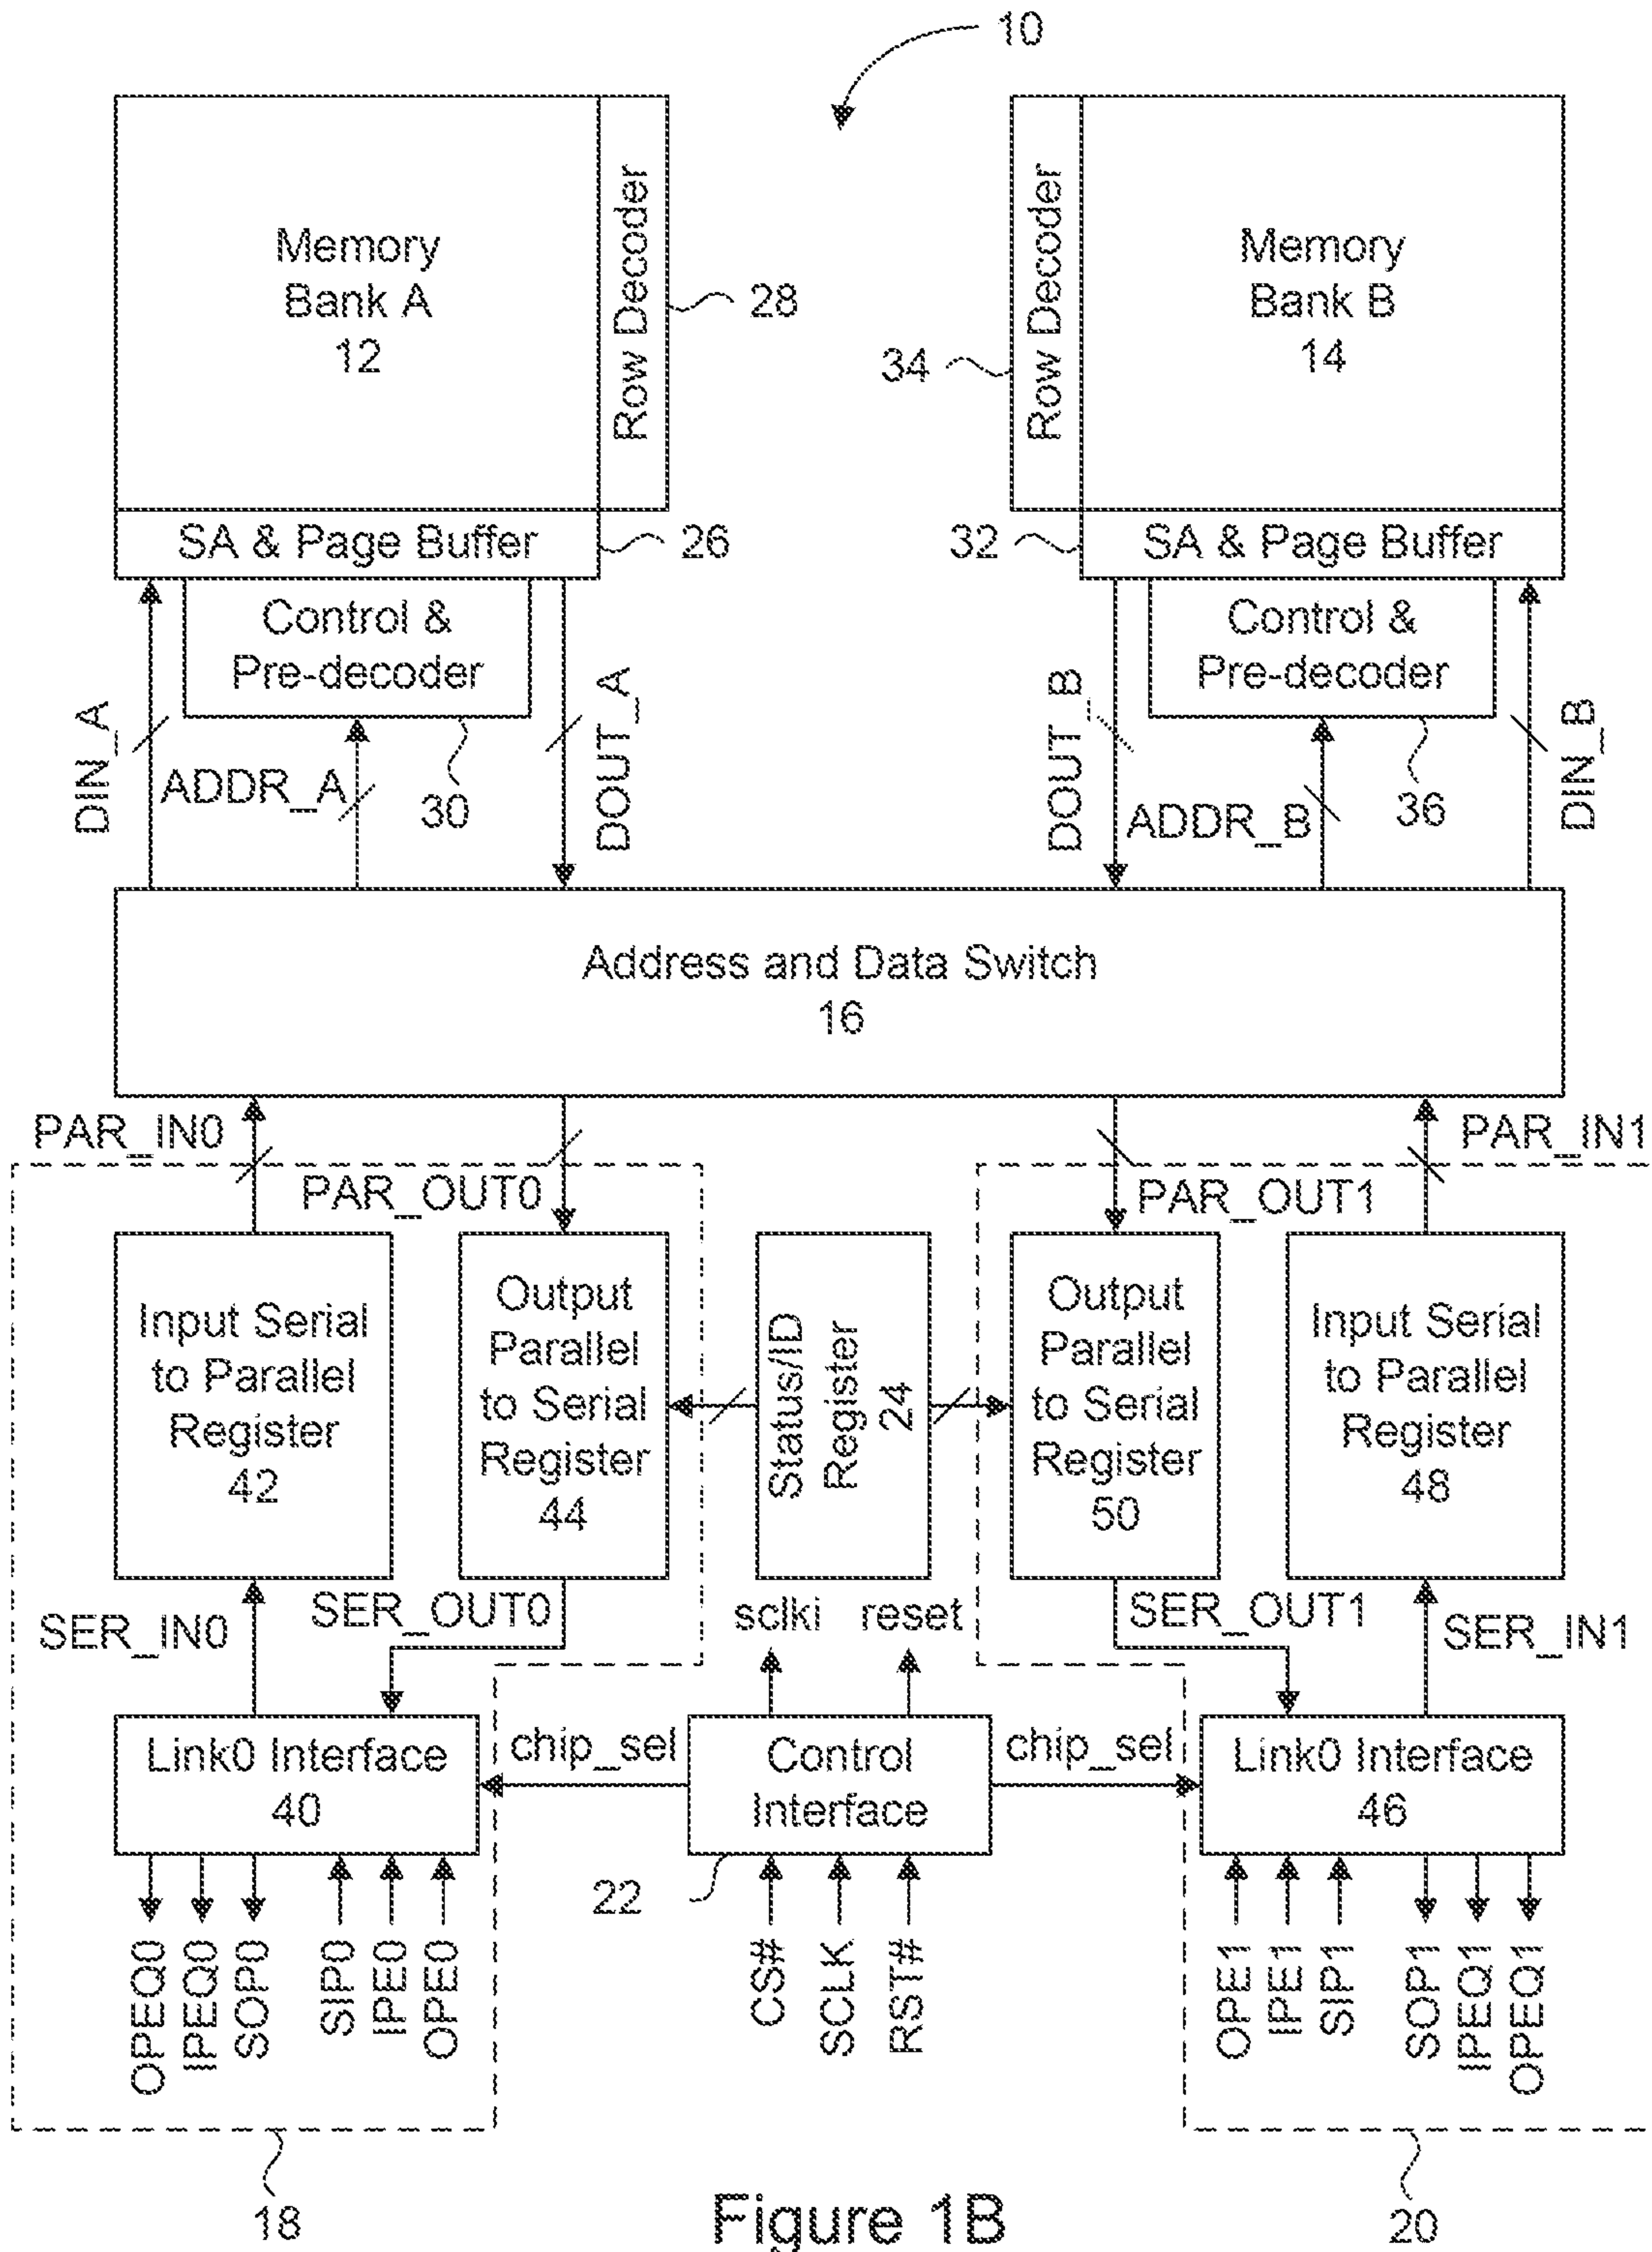 10
Memory
Bank A
12
Row Decoder
28
34
Row Decoder
Memory
Bank B
14
SA & Page Buffer
26
32
SA & Page Buffer
Control &
Pre-decoder
Control &
Pre-decoder
DIN_A
ADDR_A
30
DOUT_A
DOUT_B
ADDR_B
36
DIN_B
Address and Data Switch
16
PAR_IN0
PAR_OUT0
PAR_OUT1
PAR_IN1
Input Serial
to Parallel
Register
42
Output
Parallel
to Serial
Register
44
Status/ID
Register
24
Output
Parallel
to Serial
Register
50
Input Serial
to Parallel
Register
48
SER_IN0
SER_OUT0
sclki
reset
SER_OUT1
SER_IN1
Link0 Interface
40
chip_sel
Control
Interface
chip_sel
Link0 Interface
46
22
OPEQ0
IPEQ0
SOP0
SIP0
IPE0
OPE0
CS#
SCLK
RST#
OPE1
IPE1
SIP1
SOP1
IPEQ1
OPEQ1
18
20
Figure 1B